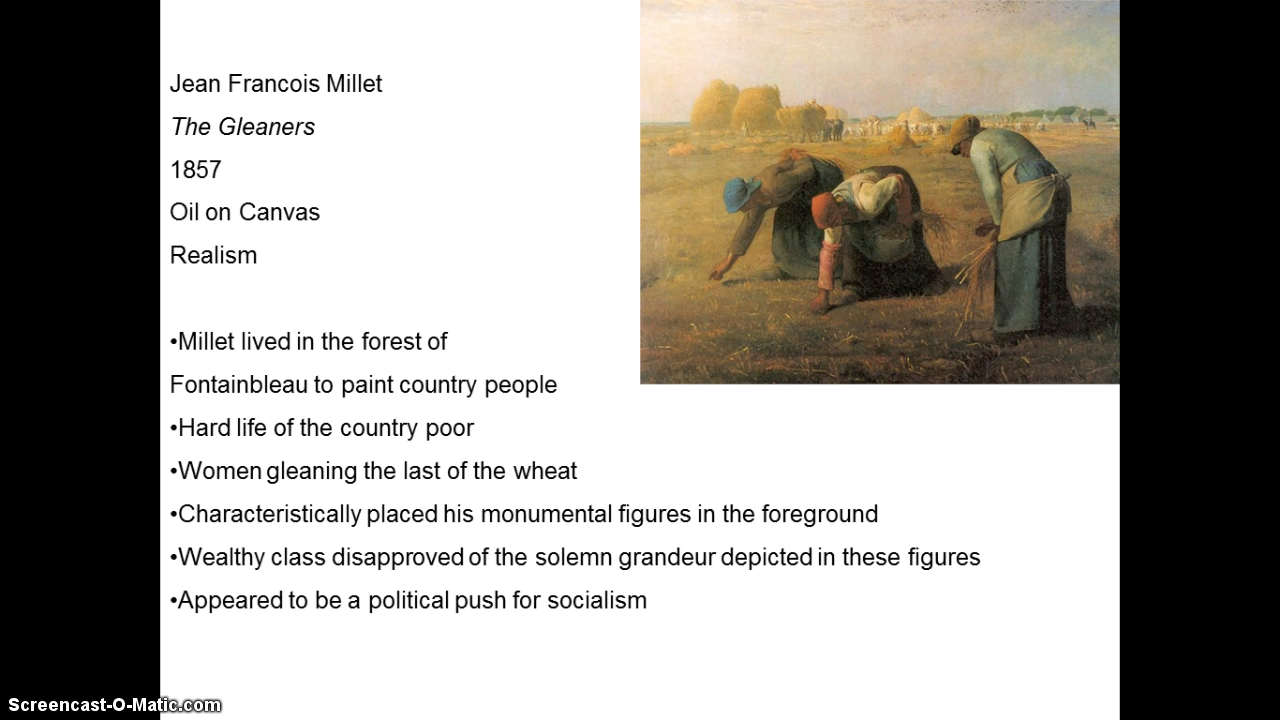 Jean Francois Millet
The Gleaners
1857
Oil on Canvas
Realism
•Millet lived in the forest of
Fontainbleau to paint country people
•Hard life of the country poor
•Women gleaning the last of the wheat
•Characteristically placed his monumental figures in the foreground
•Wealthy class disapproved of the solemn grandeur depicted in these figures
•Appeared to be a political push for socialism
Screencast-O-Matic.com